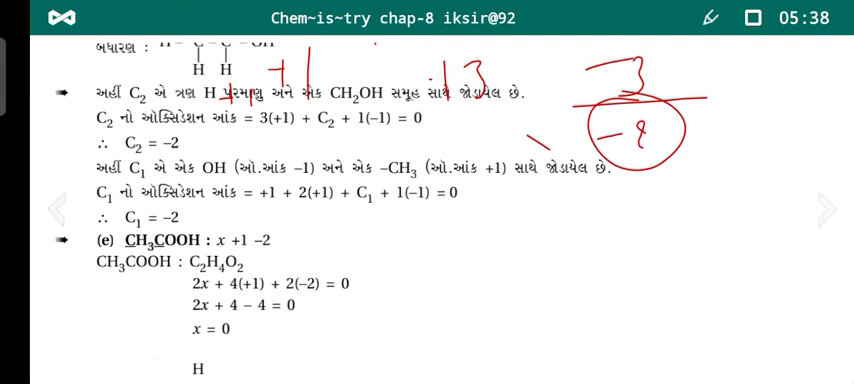 Chem~is~try chap-8 iksir@92
05:38
બંધારણ :
H H
અહીં C2 એ ત્રણ H પરમાણુ અને એક CH2OH સમૂહ સાથે જોડાયેલ છે.
C2 નો ઑક્સિડેશન આંક = 3(+1) + C2 + 1(–1) = 0
∴ C2 = –2
અહીં C1 એ એક OH (ઑ.આંક –1) અને એક –CH3 (ઑ.આંક +1) સાથે જોડાયેલ છે.
C1 નો ઑક્સિડેશન આંક = +1 + 2(+1) + C1 + 1(–1) = 0
∴ C1 = –2
(e) CH3COOH : x +1 –2
CH3COOH : C2H4O2
2x + 4(+1) + 2(–2) = 0
2x + 4 – 4 = 0
x = 0
H